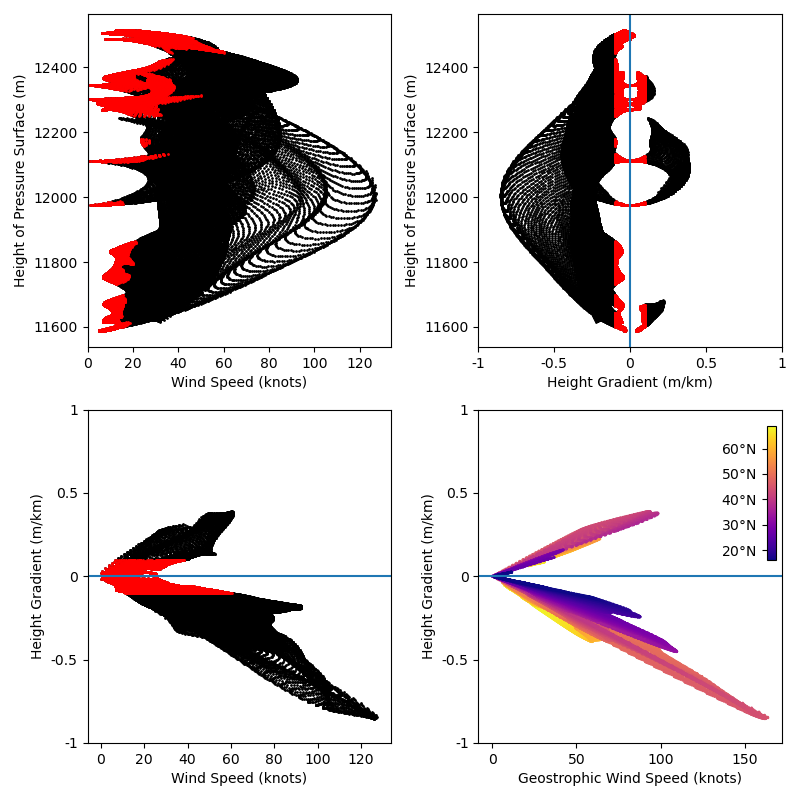 12400
12200
12000
11800
11600
Height of Pressure Surface (m)
0 20 40 60 80 100 120
Wind Speed (knots)
12400
12200
12000
11800
11600
Height of Pressure Surface (m)
-1 -0.5 0 0.5 1
Height Gradient (m/km)
1
0.5
0
-0.5
-1
Height Gradient (m/km)
0 20 40 60 80 100 120
Wind Speed (knots)
1
0.5
0
-0.5
-1
Height Gradient (m/km)
60°N
50°N
40°N
30°N
20°N
0 50 100 150
Geostrophic Wind Speed (knots)